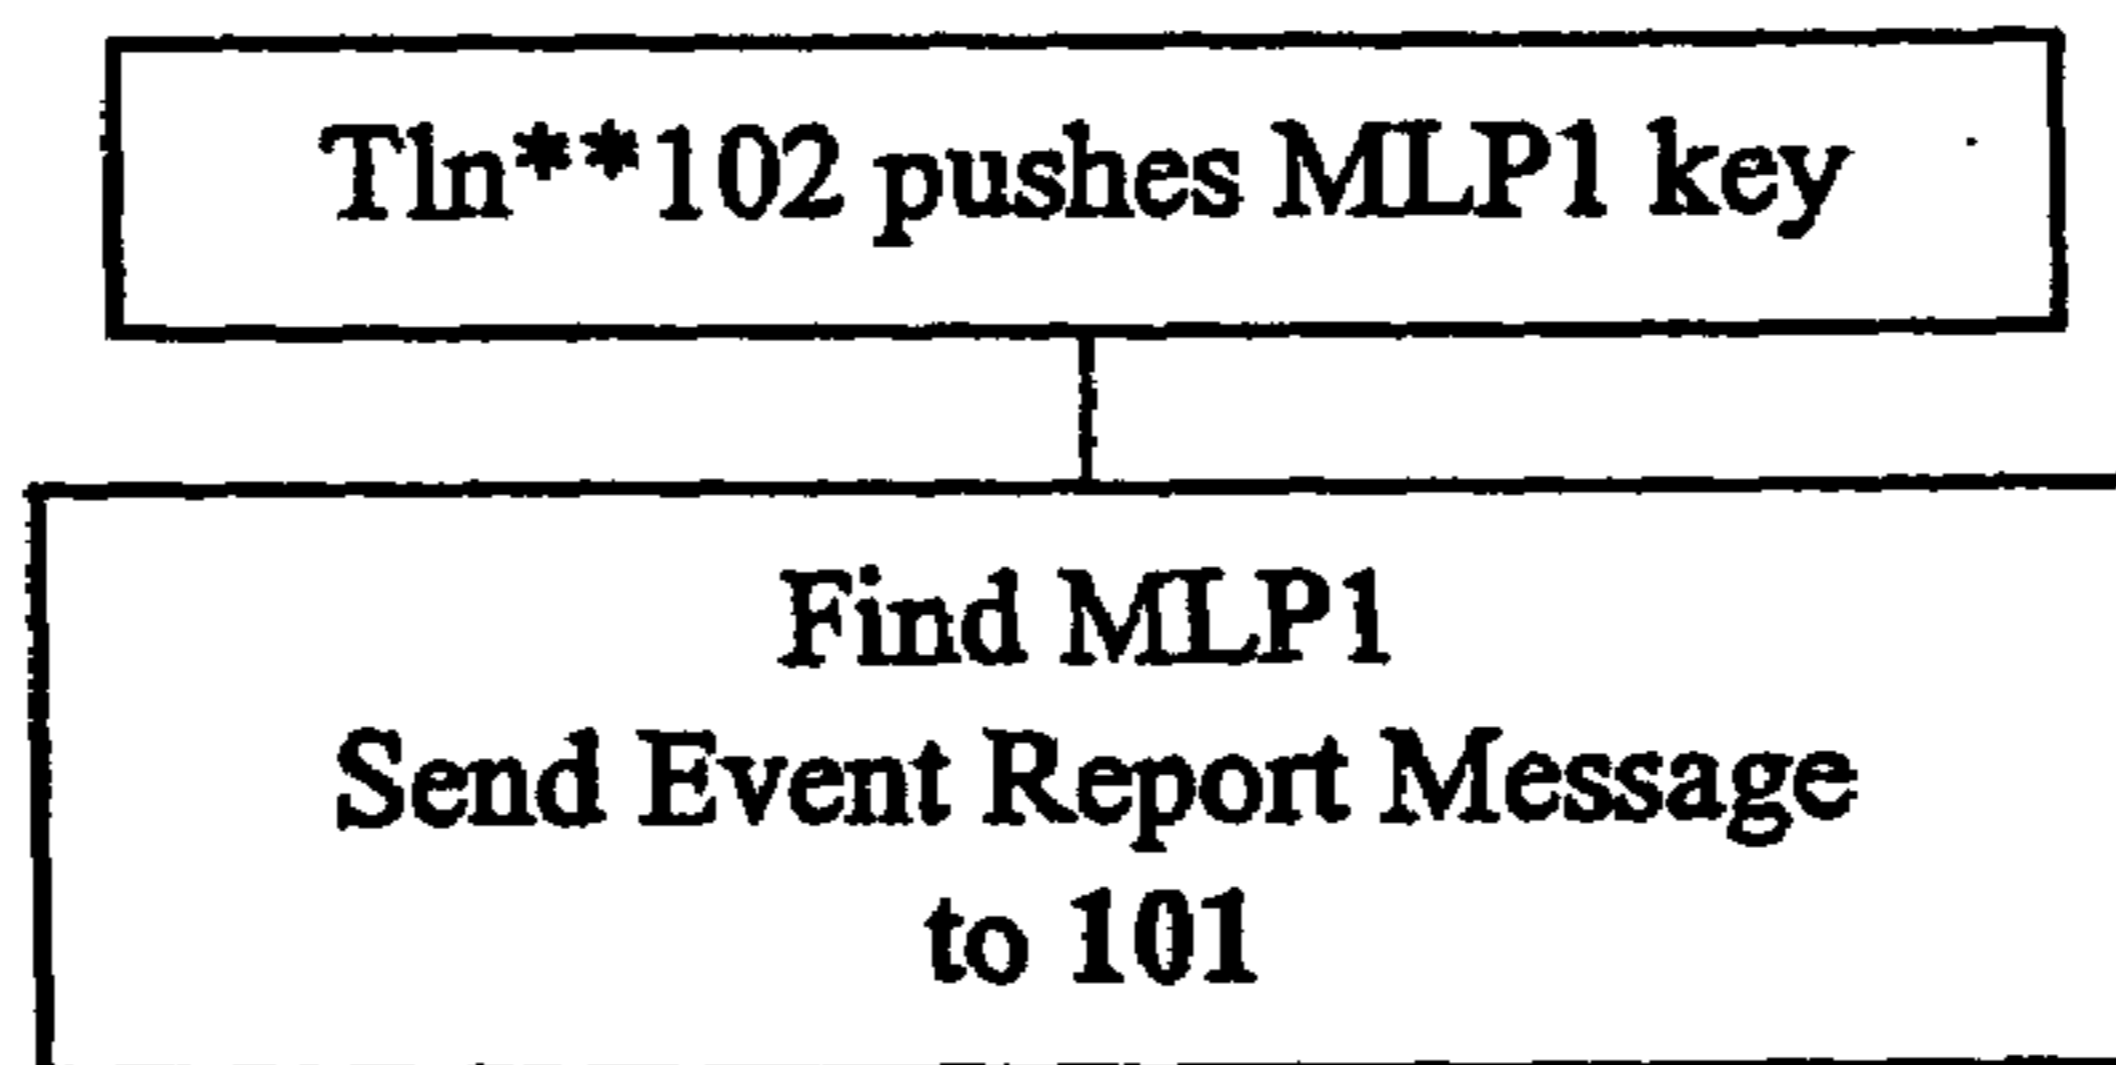 Tln**102 pushes MLP1 key
Find MLP1
Send Event Report Message
to 101